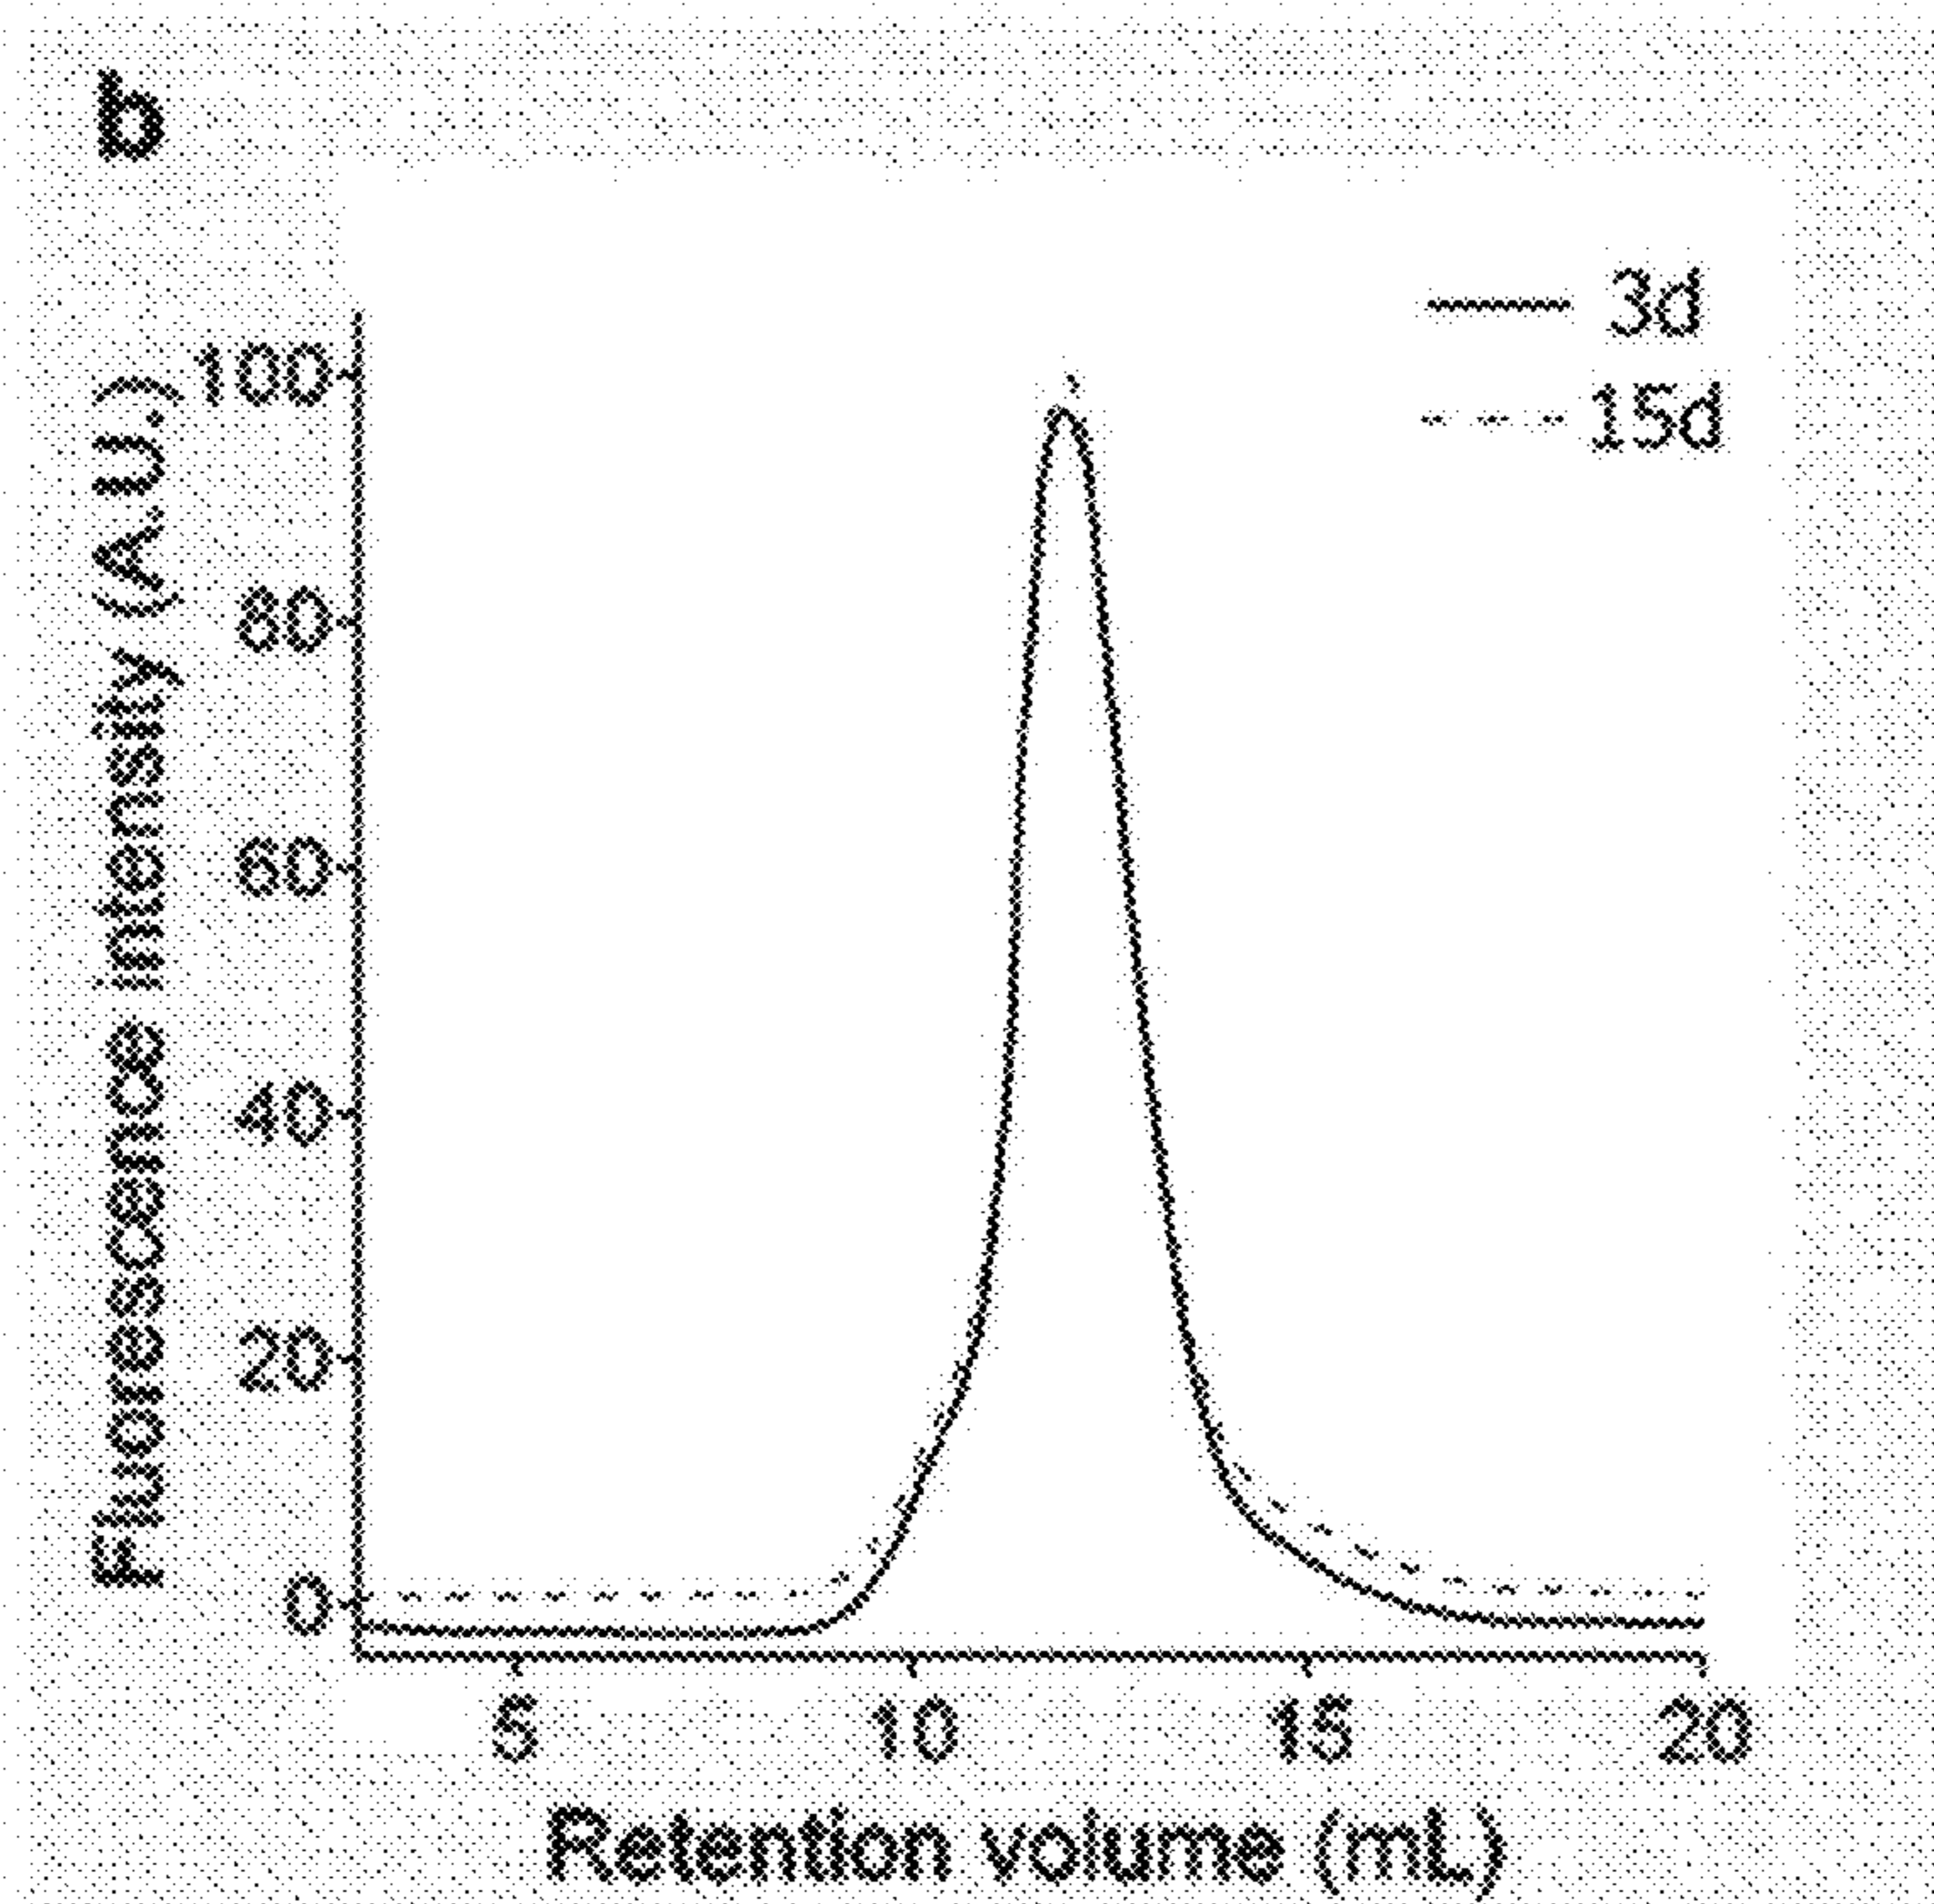 b
3d
15d
Fluorescence intensity (A.U.)
100
80
60
40
20
0
5 10 15 20
Retention volume (mL)